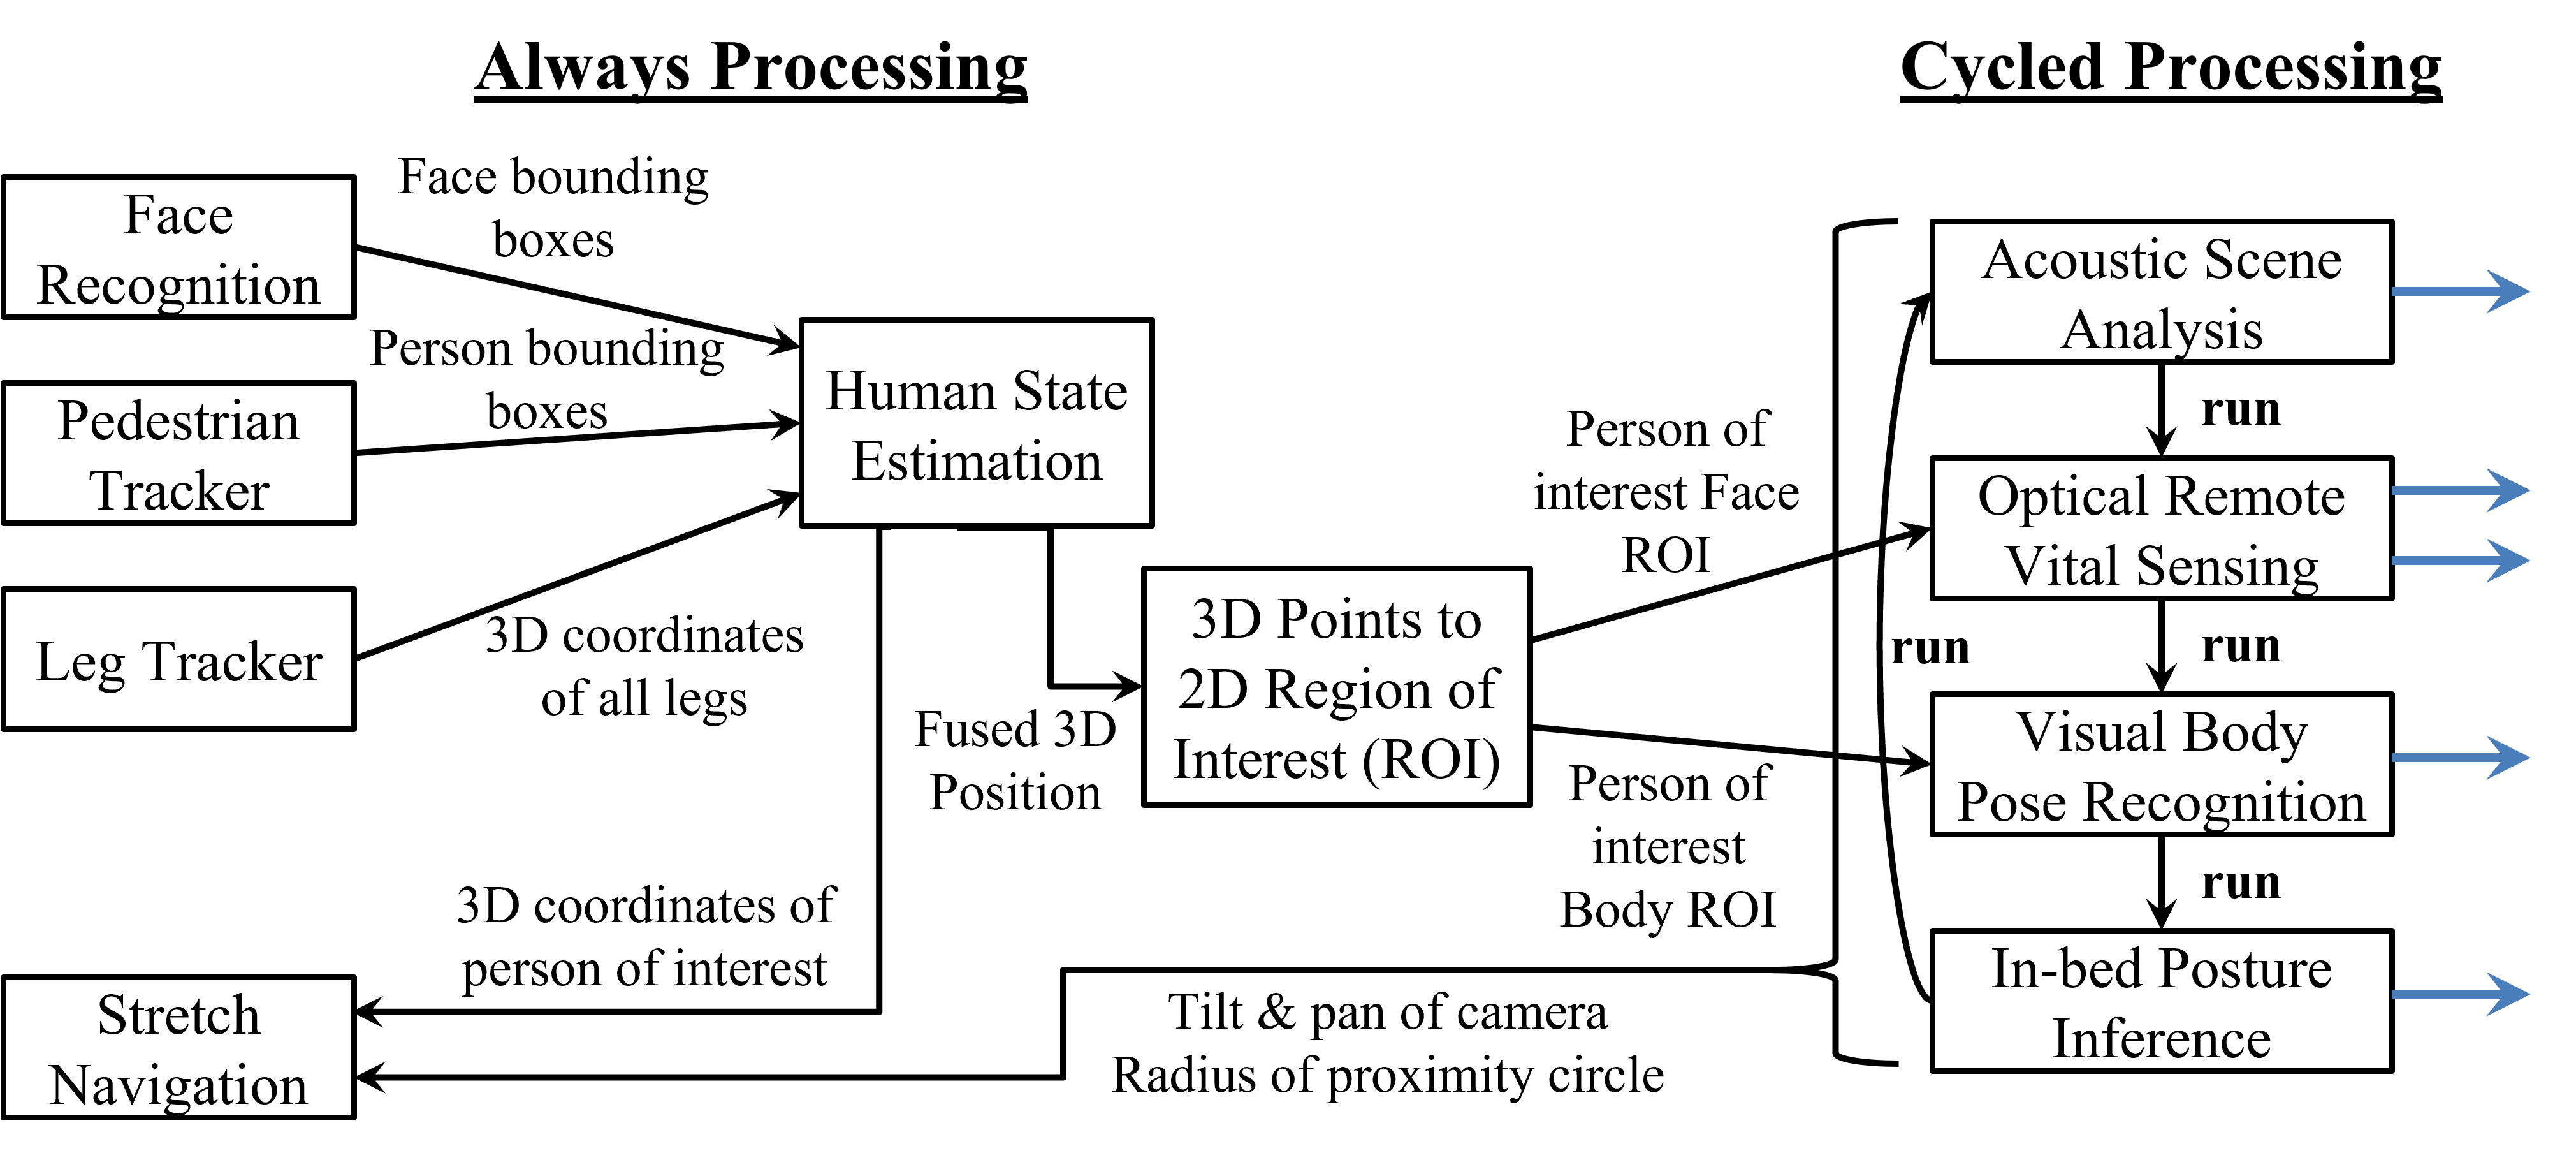 Always Processing
Cycled Processing
Face
Recognition
Face bounding
boxes
Pedestrian
Tracker
Person bounding
boxes
Leg Tracker
3D coordinates
of all legs
Human State
Estimation
Fused 3D
Position
3D Points to
2D Region of
Interest (ROI)
Person of
interest Face
ROI
Person of
interest
Body ROI
3D coordinates of
person of interest
Stretch
Navigation
Tilt & pan of camera
Radius of proximity circle
Acoustic Scene
Analysis
run
Optical Remote
Vital Sensing
run
run
Visual Body
Pose Recognition
run
In-bed Posture
Inference